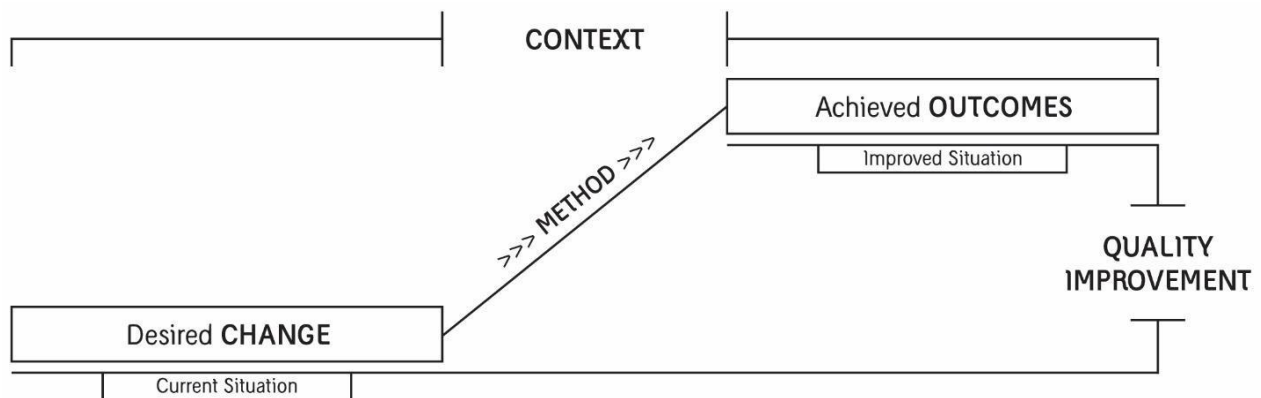 CONTEXT
Achieved OUTCOMES
Improved Situation
>>> METHOD >>>
QUALITY
IMPROVEMENT
Desired CHANGE
Current Situation